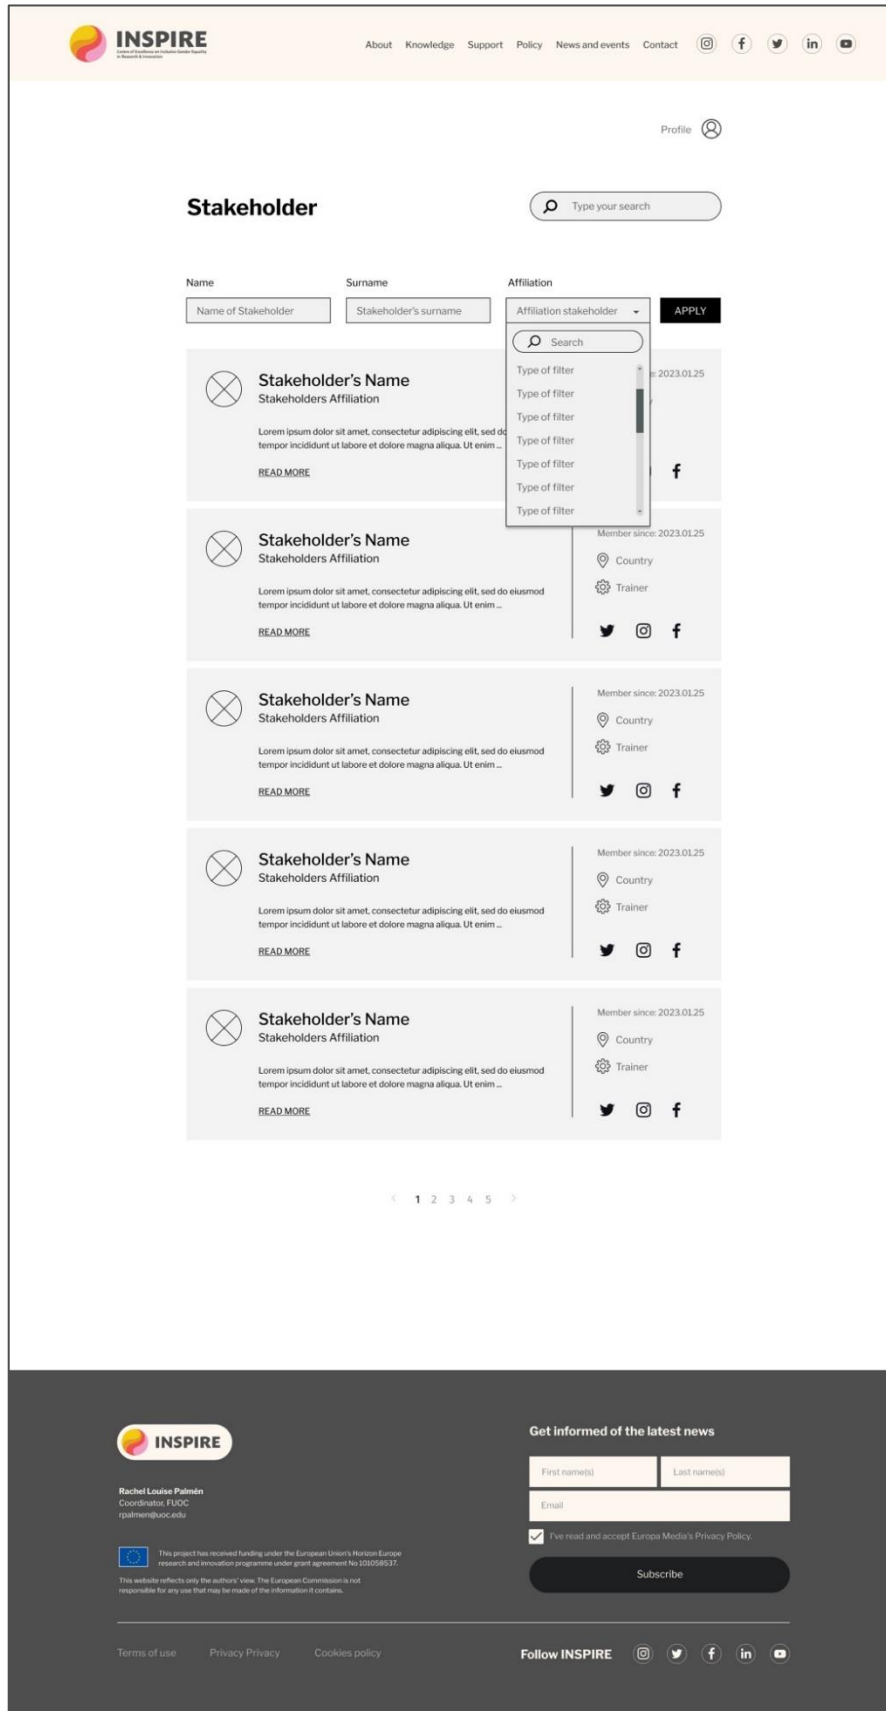 INSPIRE
Centre of Excellence on Inclusive Gender Equality
in Research & Innovation
About Knowledge Support Policy News and events Contact
Profile
Stakeholder
Type your search
Name Surname Affiliation
Name of Stakeholder Stakeholder's surname Affiliation stakeholder APPLY
Search
Type of filter
Type of filter
Type of filter
Type of filter
Type of filter
Type of filter
Type of filter
Stakeholder's Name
2023.01.25
Stakeholders Affiliation
Lorem ipsum dolor sit amet, consectetur adipiscing elit, sed do
tempor incididunt ut labore et dolore magna aliqua. Ut enim ...
READ MORE
Stakeholder's Name
Member since: 2023.01.25
Stakeholders Affiliation
Country
Trainer
Lorem ipsum dolor sit amet, consectetur adipiscing elit, sed do eiusmod
tempor incididunt ut labore et dolore magna aliqua. Ut enim ...
READ MORE
Stakeholder's Name
Member since: 2023.01.25
Stakeholders Affiliation
Country
Trainer
Lorem ipsum dolor sit amet, consectetur adipiscing elit, sed do eiusmod
tempor incididunt ut labore et dolore magna aliqua. Ut enim ...
READ MORE
Stakeholder's Name
Member since: 2023.01.25
Stakeholders Affiliation
Country
Trainer
Lorem ipsum dolor sit amet, consectetur adipiscing elit, sed do eiusmod
tempor incididunt ut labore et dolore magna aliqua. Ut enim ...
READ MORE
Stakeholder's Name
Member since: 2023.01.25
Stakeholders Affiliation
Country
Trainer
Lorem ipsum dolor sit amet, consectetur adipiscing elit, sed do eiusmod
tempor incididunt ut labore et dolore magna aliqua. Ut enim ...
READ MORE
< 1 2 3 4 5 >
INSPIRE
Rachel Louise Palmén
Coordinator, FUOC
rpalmen@uoc.edu
This project has received funding under the European Union's Horizon Europe
research and innovation programme under grant agreement No 101058537.
This website reflects only the authors' view. The European Commission is not
responsible for any use that may be made of the information it contains.
Get informed of the latest news
First name(s) Last name(s)
Email
I've read and accept Europa Media's Privacy Policy.
Subscribe
Terms of use Privacy Privacy Cookies policy
Follow INSPIRE